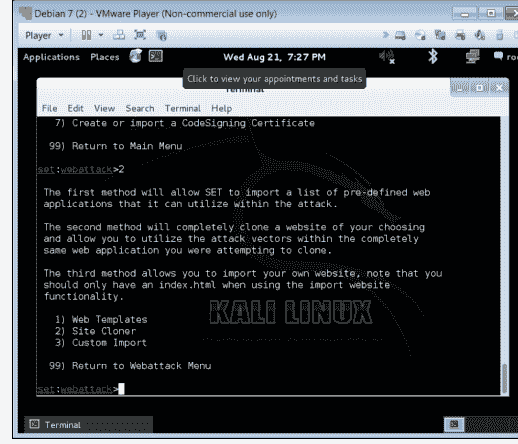 Debian 7 (2) - VMware Player (Non-commercial use only)
Player
Applications Places Wed Aug 21, 7:27 PM
Click to view your appointments and tasks
Terminal
File Edit View Search Terminal Help
7) Create or import a CodeSigning Certificate
99) Return to Main Menu
set:webattack>2
The first method will allow SET to import a list of pre-defined web
applications that it can utilize within the attack.
The second method will completely clone a website of your choosing
and allow you to utilize the attack vectors within the completely
same web application you were attempting to clone.
The third method allows you to import your own website, note that you
should only have an index.html when using the import website
functionality.
1) Web Templates
2) Site Cloner
3) Custom Import
KALI LINUX
99) Return to Webattack Menu
set:webattack>
Terminal